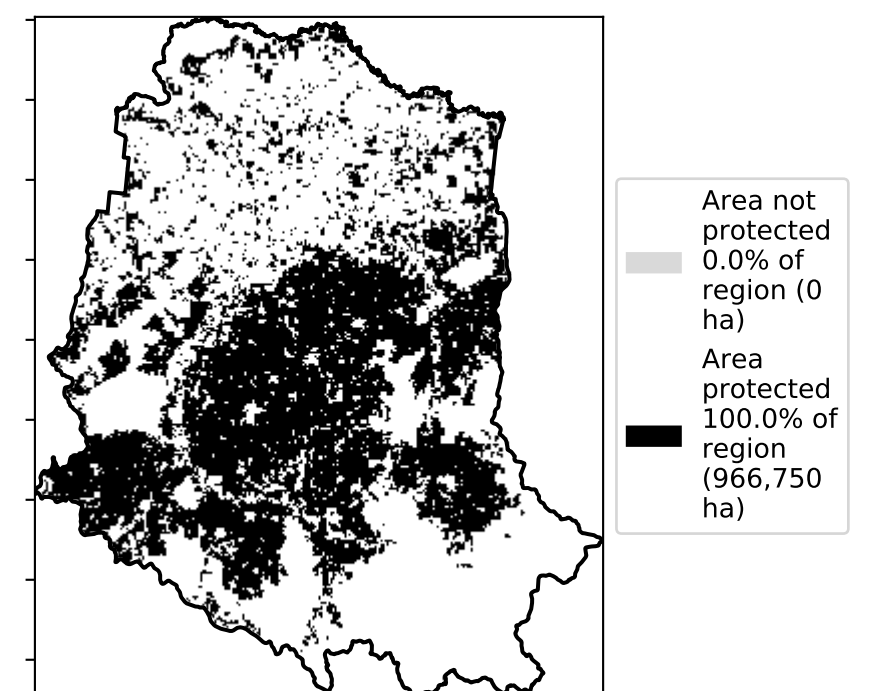 Area not
protected
0.0% of
region (0
ha)
Area
protected
100.0% of
region
(966,750
ha)